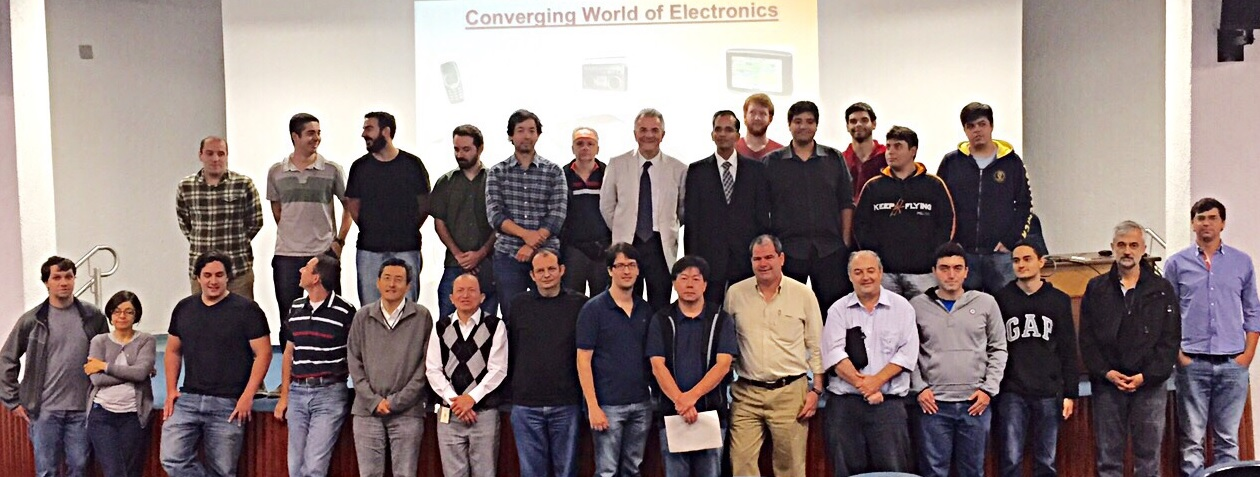 Converging World of Electronics
KEEP FLYING
GAP